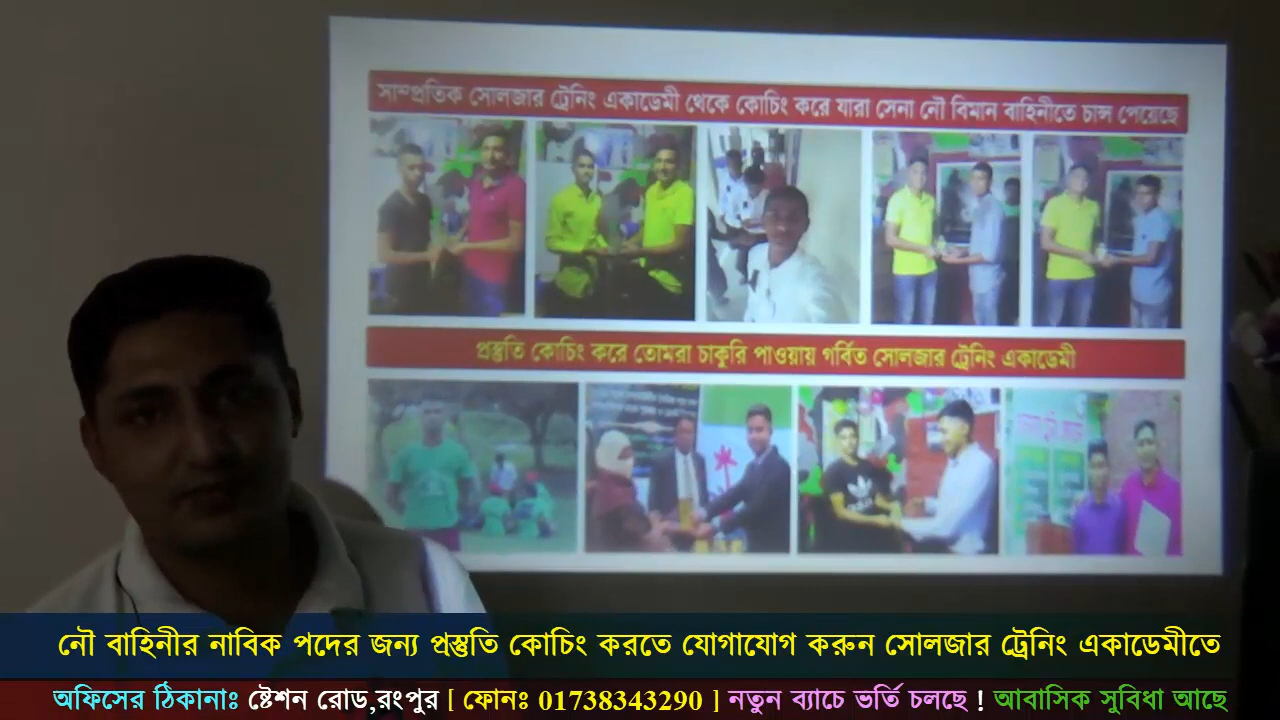 সাম্প্রতিক সোলজার ট্রেনিং একাডেমী থেকে কোচিং করে যারা সেনা নৌ বিমান বাহিনীতে চান্স পেয়েছে
প্রস্তুতি কোচিং করে তোমরা চাকুরি পাওয়ায় গর্বিত সোলজার ট্রেনিং একাডেমী
নৌ বাহিনীর নাবিক পদের জন্য প্রস্তুতি কোচিং করতে যোগাযোগ করুন সোলজার ট্রেনিং একাডেমীতে
অফিসের ঠিকানাঃ ষ্টেশন রোড,রংপুর [ ফোনঃ 01738343290 ] নতুন ব্যাচে ভর্তি চলছে ! আবাসিক সুবিধা আছে